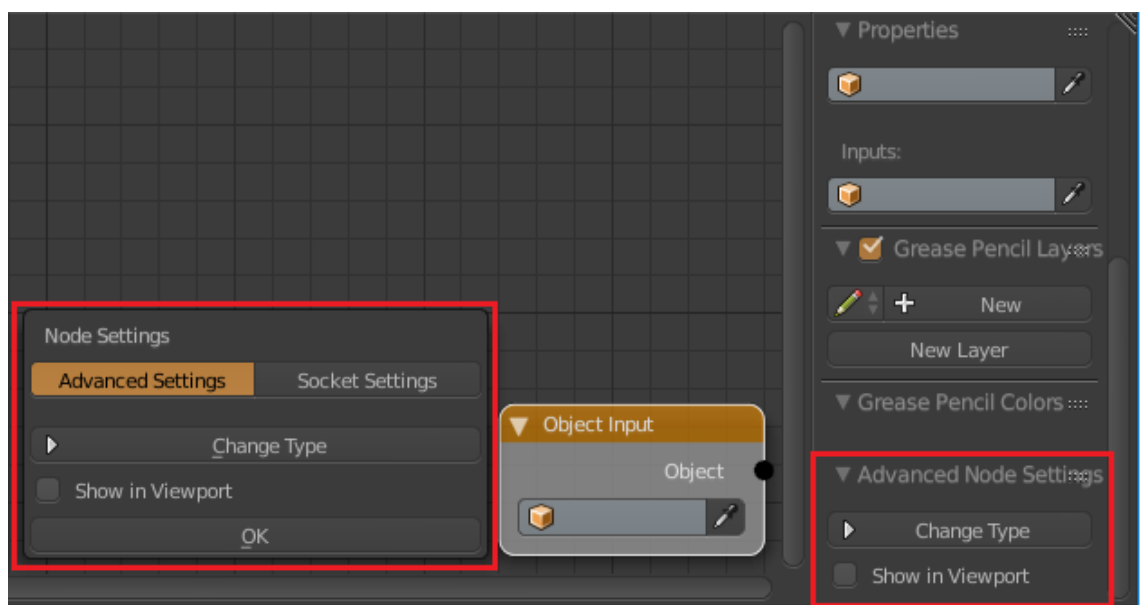 Properties
Inputs:
Grease Pencil Layers
New
New Layer
Grease Pencil Colors
Advanced Node Settings
Change Type
Show in Viewport
Node Settings
Advanced Settings Socket Settings
Change Type
Show in Viewport
OK
Object Input
Object